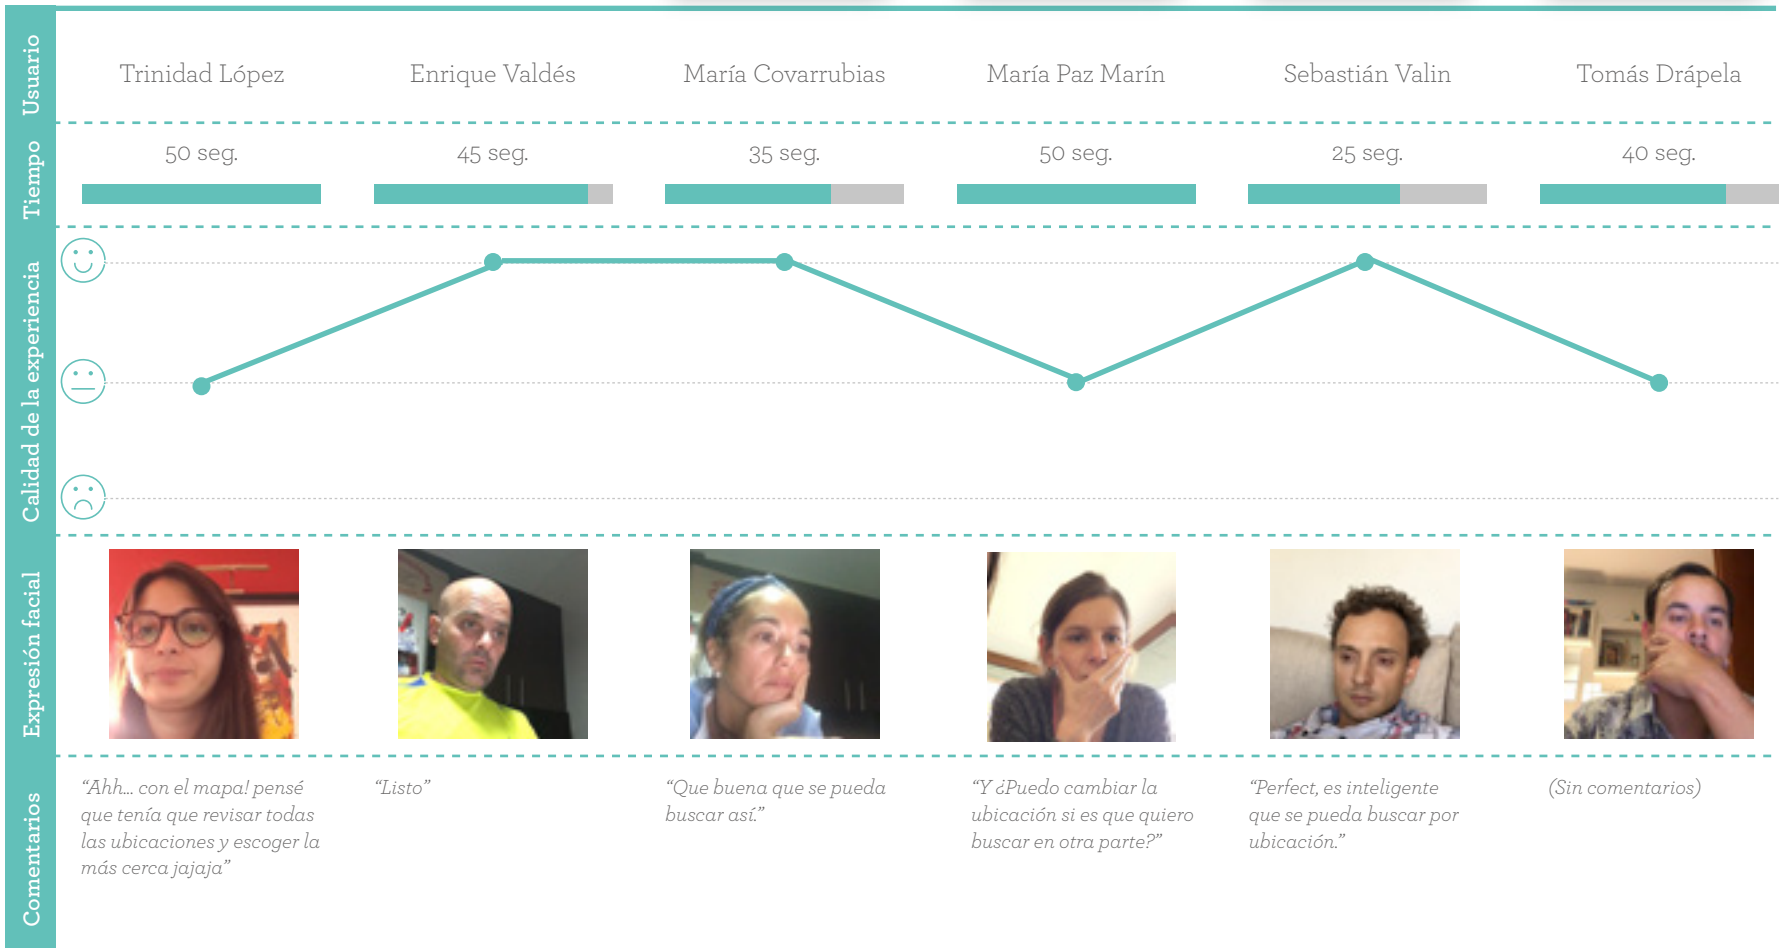 Usuario
Trinidad López
Enrique Valdés
María Covarrubias
María Paz Marín
Sebastián Valin
Tomás Drápela
Tiempo
50 seg.
45 seg.
35 seg.
50 seg.
25 seg.
40 seg.
Calidad de la experiencia
Expresión facial
Comentarios
“Ahh... con el mapa! pensé
que tenía que revisar todas
las ubicaciones y escoger la
más cerca jajaja”
“Listo”
“Que buena que se pueda
buscar así.”
“Y ¿Puedo cambiar la
ubicación si es que quiero
buscar en otra parte?”
“Perfect, es inteligente
que se pueda buscar por
ubicación.”
(Sin comentarios)